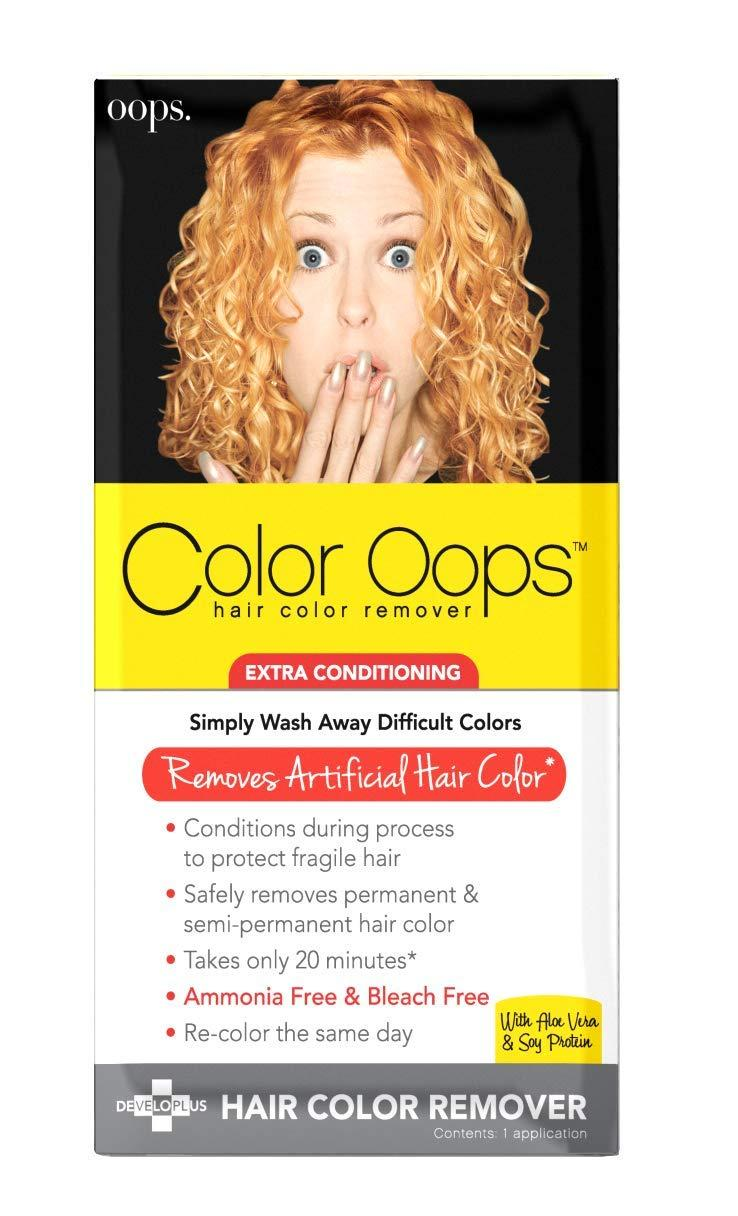 oops.
Color Oops™
hair color remover
EXTRA CONDITIONING
Simply Wash Away Difficult Colors
Removes Artificial Hair Color*
• Conditions during process
to protect fragile hair
• Safely removes permanent &
semi-permanent hair color
• Takes only 20 minutes*
• Ammonia Free & Bleach Free
• Re-color the same day
With Aloe Vera
& Soy Protein
DEVELOPLUS
HAIR COLOR REMOVER
Contents: 1 application